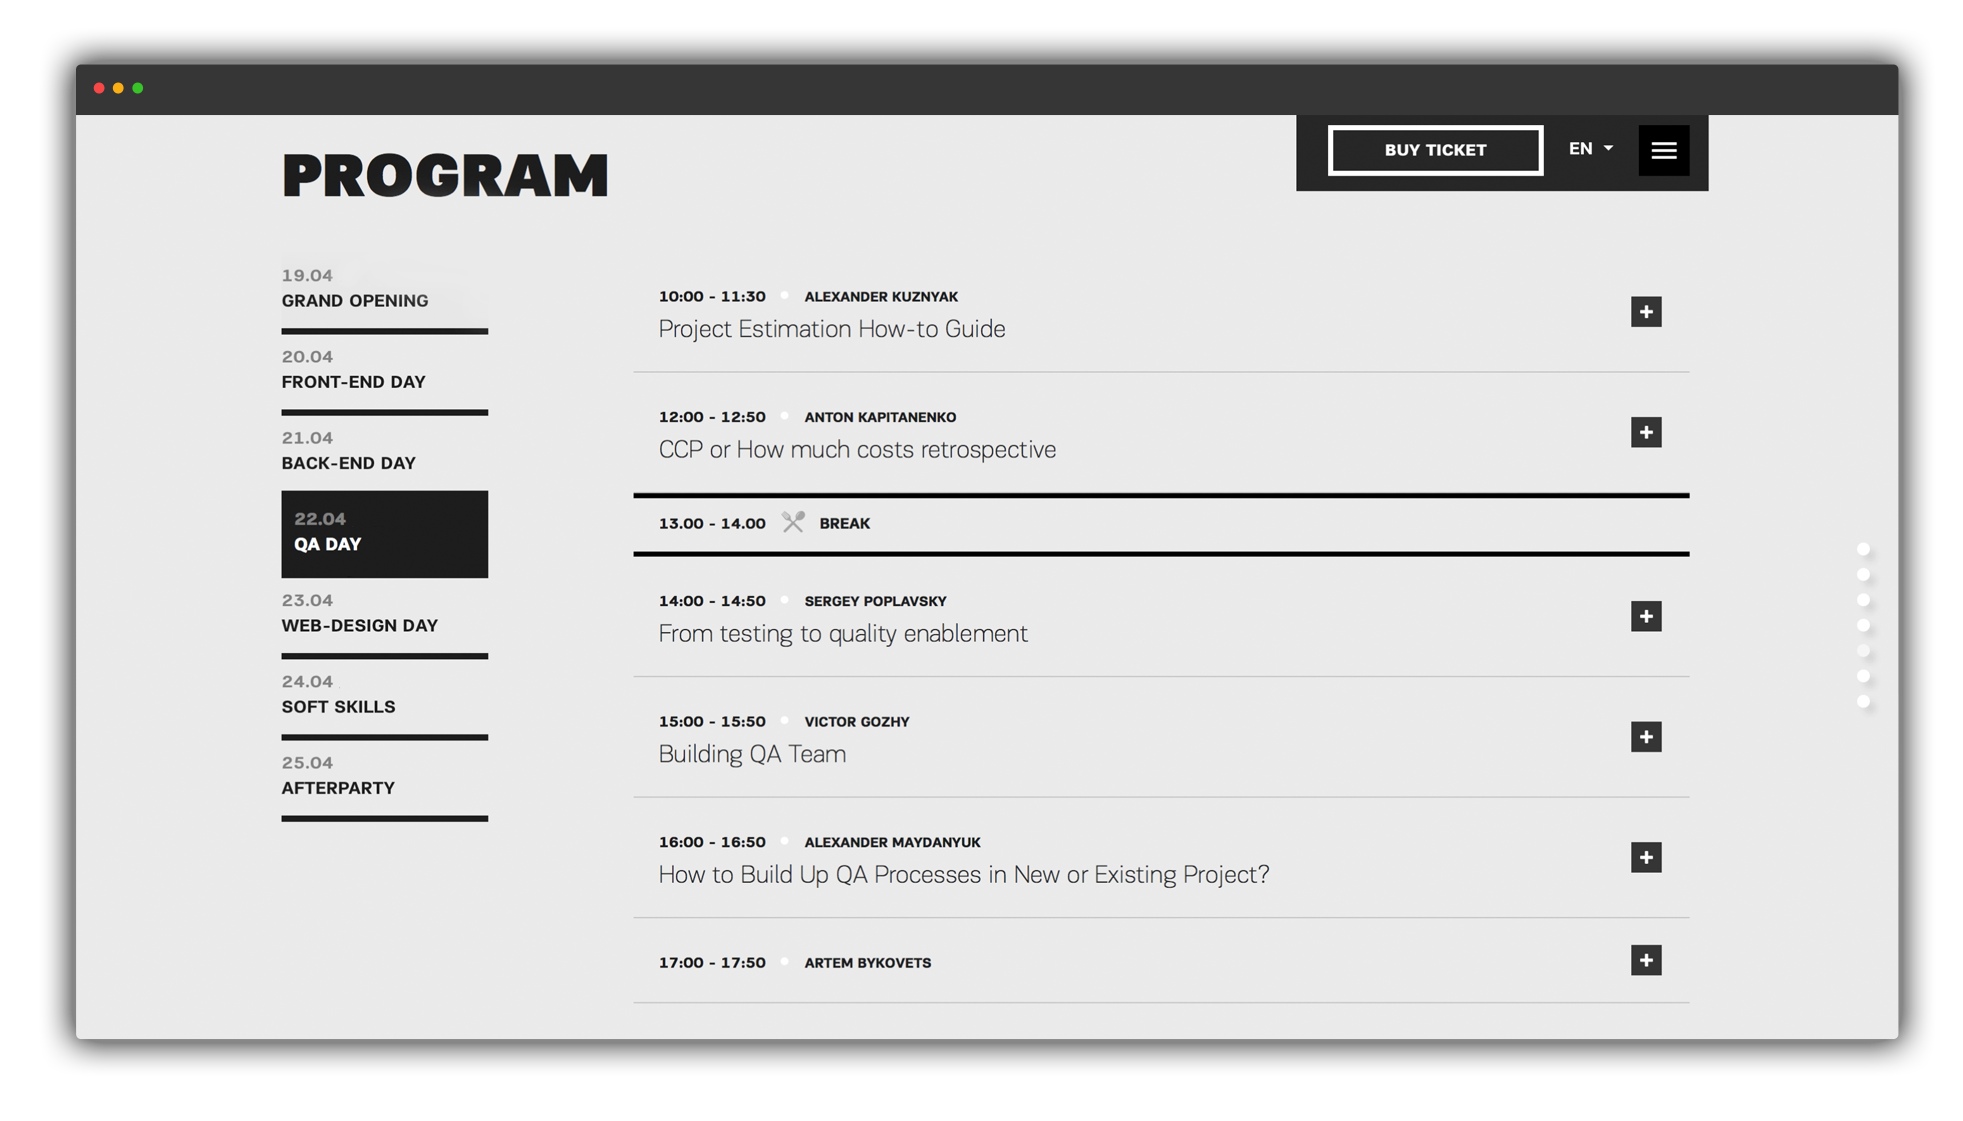 PROGRAM
BUY TICKET
EN
19.04
GRAND OPENING
20.04
FRONT-END DAY
21.04
BACK-END DAY
22.04
QA DAY
23.04
WEB-DESIGN DAY
24.04
SOFT SKILLS
25.04
AFTERPARTY
10:00 - 11:30 ALEXANDER KUZNYAK
Project Estimation How-to Guide
12:00 - 12:50 ANTON KAPITANENKO
CCP or How much costs retrospective
13.00 - 14.00 BREAK
14:00 - 14:50 SERGEY POPLAVSKY
From testing to quality enablement
15:00 - 15:50 VICTOR GOZHY
Building QA Team
16:00 - 16:50 ALEXANDER MAYDANYUK
How to Build Up QA Processes in New or Existing Project?
17:00 - 17:50 ARTEM BYKOVETS